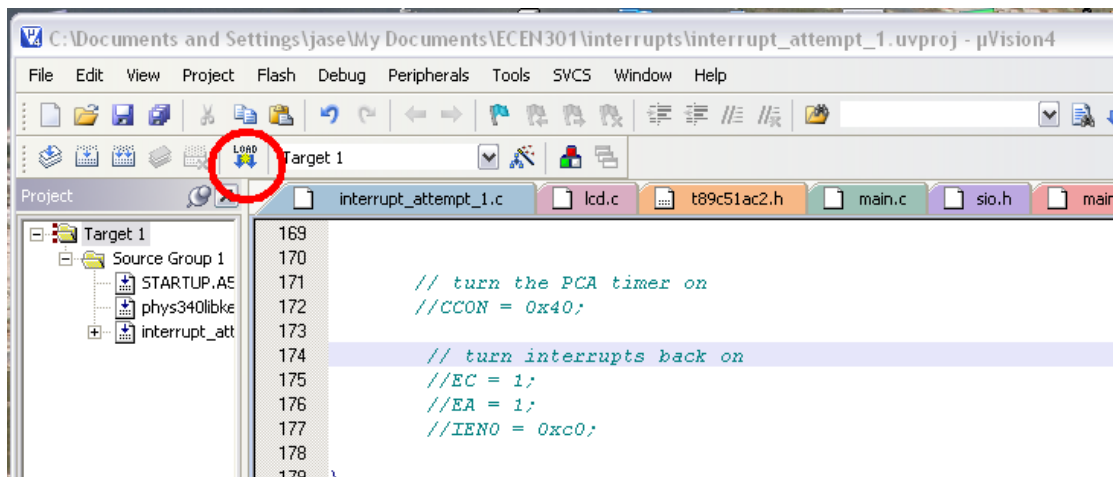 C:\Documents and Settings\jase\My Documents\ECEN301\interrupts\interrupt_attempt_1.uvproj - µVision4
File Edit View Project Flash Debug Peripherals Tools SVCS Window Help
LOAD Target 1
Project interrupt_attempt_1.c lcd.c t89c51ac2.h main.c sio.h main
Target 1
Source Group 1
STARTUP.A5
phys340libke
interrupt_att
169
170
171 // turn the PCA timer on
172 //CCON = 0x40;
173
174 // turn interrupts back on
175 //EC = 1;
176 //EA = 1;
177 //IEN0 = 0xc0;
178
179 }